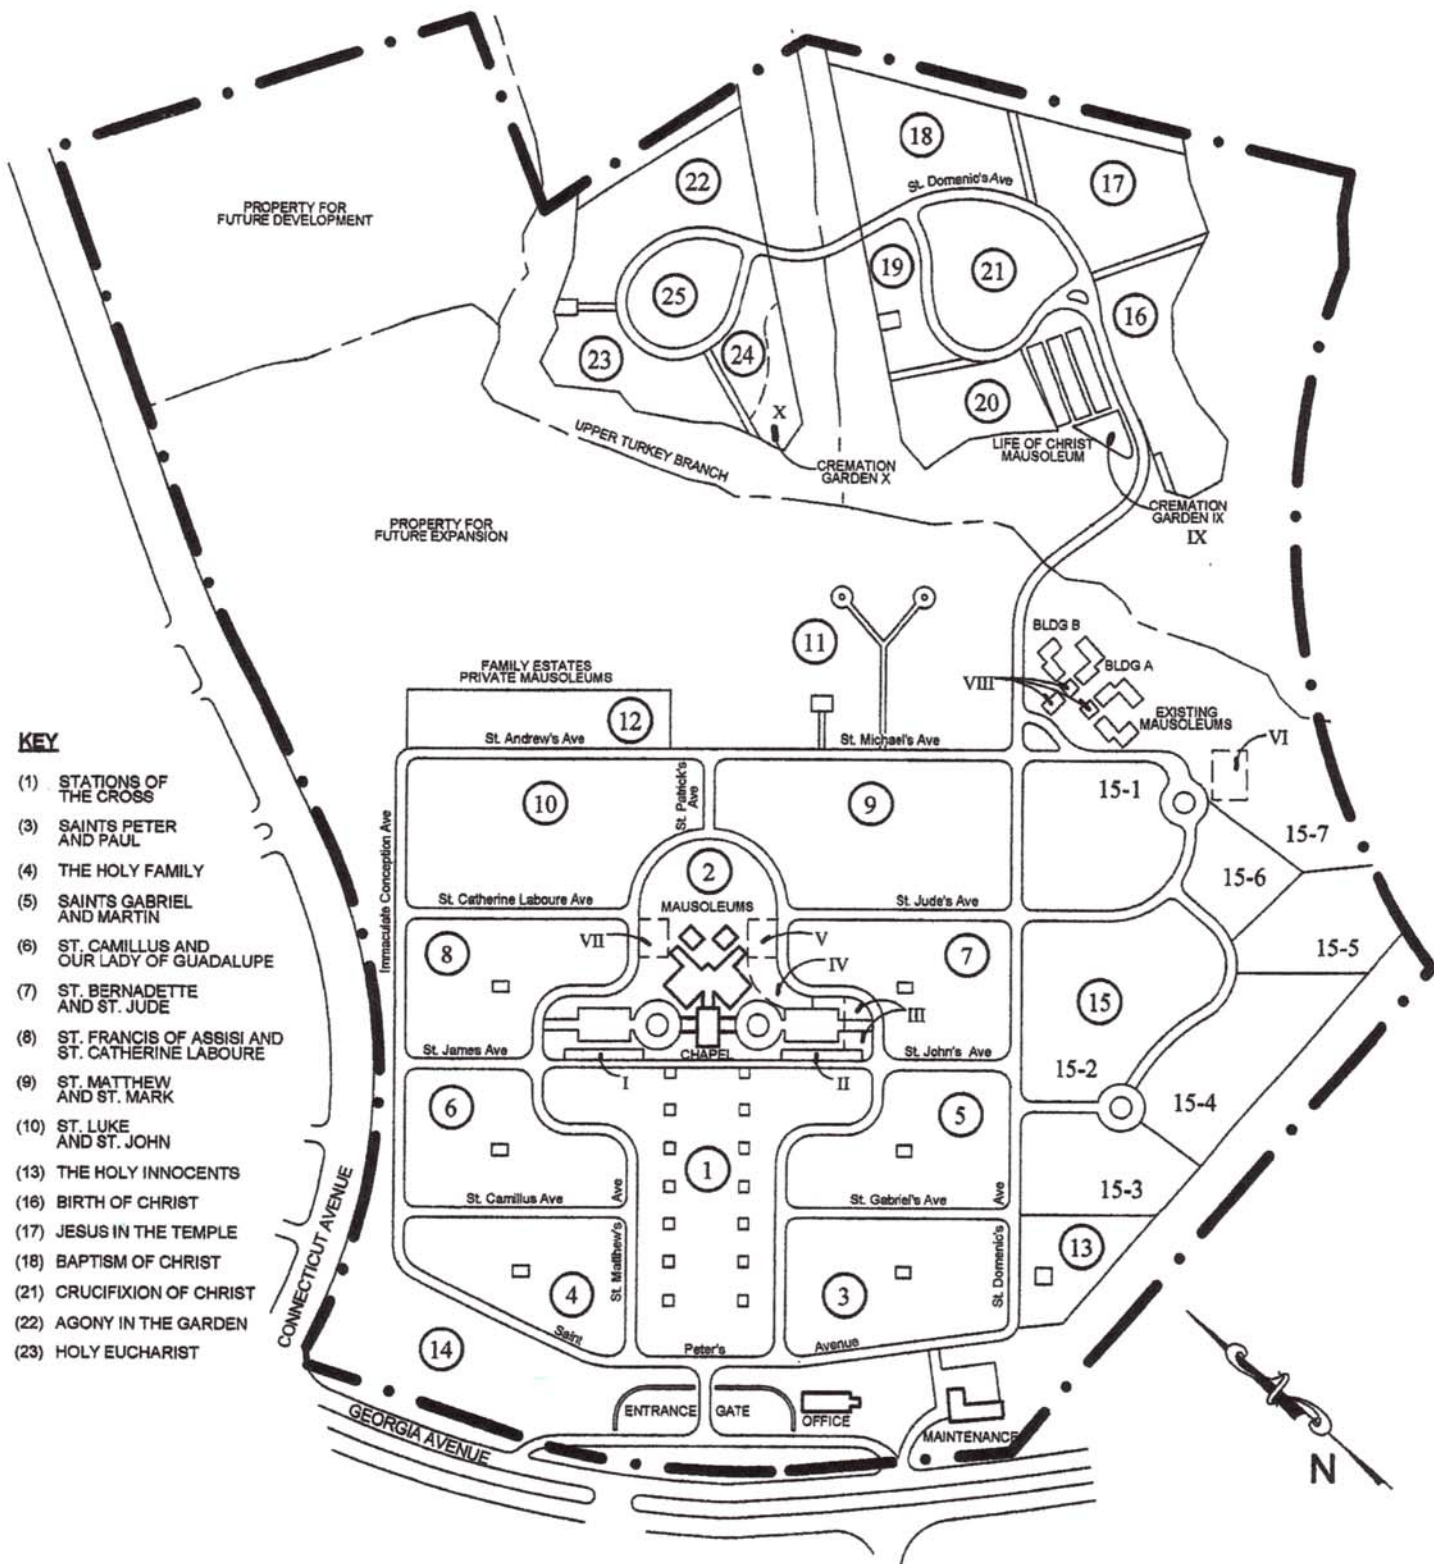 18
22
17
St. Domenic's Ave
PROPERTY FOR
FUTURE DEVELOPMENT
19
21
25
16
24
23
20
X
UPPER TURKEY BRANCH
LIFE OF CHRIST
MAUSOLEUM
CREMATION
GARDEN X
CREMATION
GARDEN IX
IX
PROPERTY FOR
FUTURE EXPANSION
BLDG B
11
BLDG A
FAMILY ESTATES
PRIVATE MAUSOLEUMS
VIII
EXISTING
MAUSOLEUMS
12
St. Andrew's Ave
St. Michael's Ave
VI
St. Patrick's
Ave
15-1
10
9
15-7
2
15-6
St. Catherine Laboure Ave
St. Jude's Ave
MAUSOLEUMS
Immaculate Conception Ave
VII
V
8
7
15-5
IV
15
III
St. James Ave
CHAPEL
St. John's Ave
I
II
15-2
6
5
15-4
1
St. Camillus Ave
Ave
St. Gabriel's Ave
Ave
15-3
St. Matthew's
St. Domenic's
13
4
3
Saint
Peter's
Avenue
14
CONNECTICUT AVENUE
GEORGIA AVENUE
ENTRANCE
GATE
OFFICE
MAINTENANCE
N
KEY
(1) STATIONS OF
THE CROSS
(3) SAINTS PETER
AND PAUL
(4) THE HOLY FAMILY
(5) SAINTS GABRIEL
AND MARTIN
(6) ST. CAMILLUS AND
OUR LADY OF GUADALUPE
(7) ST. BERNADETTE
AND ST. JUDE
(8) ST. FRANCIS OF ASSISI AND
ST. CATHERINE LABOURE
(9) ST. MATTHEW
AND ST. MARK
(10) ST. LUKE
AND ST. JOHN
(13) THE HOLY INNOCENTS
(16) BIRTH OF CHRIST
(17) JESUS IN THE TEMPLE
(18) BAPTISM OF CHRIST
(21) CRUCIFIXION OF CHRIST
(22) AGONY IN THE GARDEN
(23) HOLY EUCHARIST